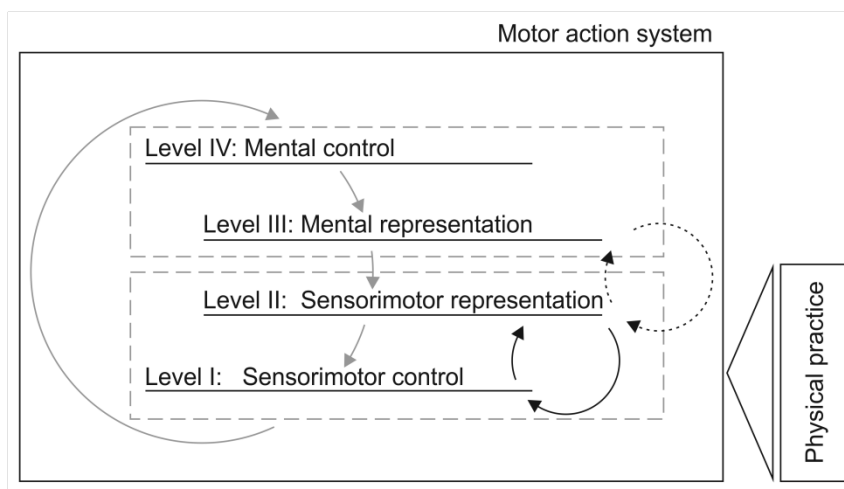 Motor action system
Level IV: Mental control
Level III: Mental representation
Level II: Sensorimotor representation
Level I: Sensorimotor control
Physical practice